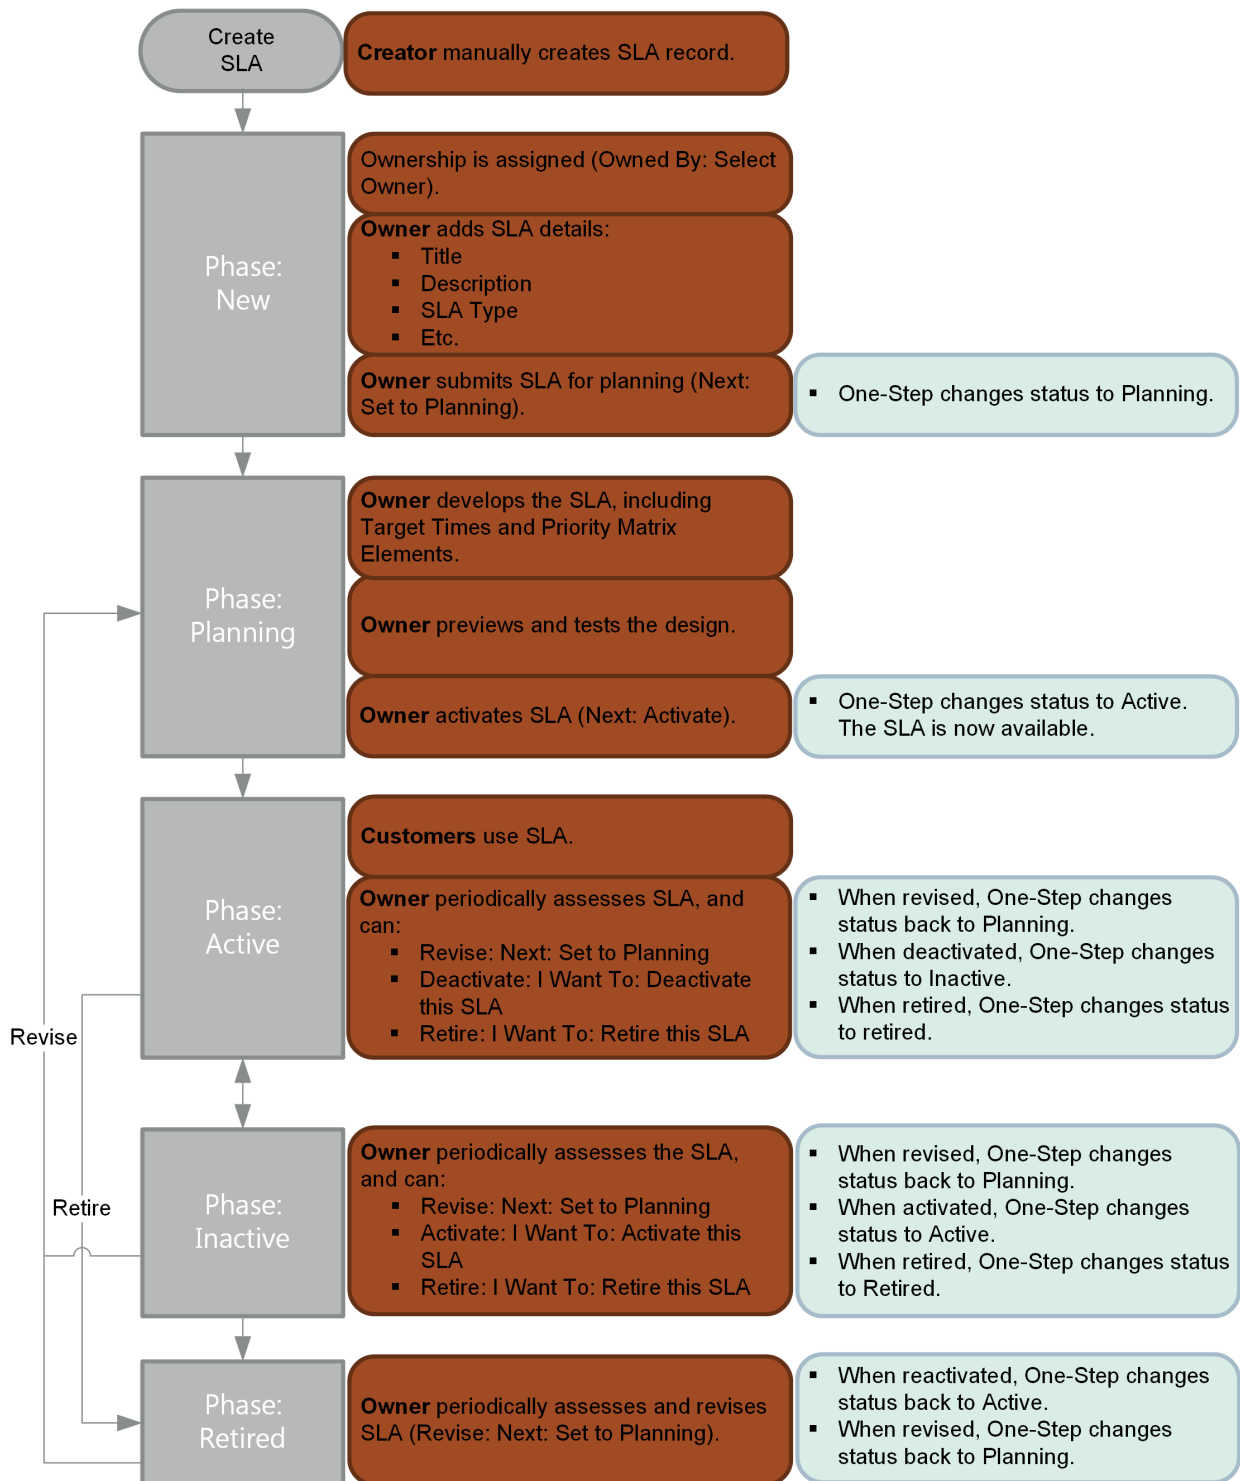 Create
SLA
Creator manually creates SLA record.
Phase:
New
Ownership is assigned (Owned By: Select
Owner).
Owner adds SLA details:
▪ Title
▪ Description
▪ SLA Type
▪ Etc.
Owner submits SLA for planning (Next:
Set to Planning).
▪ One-Step changes status to Planning.
Phase:
Planning
Owner develops the SLA, including
Target Times and Priority Matrix
Elements.
Owner previews and tests the design.
Owner activates SLA (Next: Activate).
▪ One-Step changes status to Active.
The SLA is now available.
Phase:
Active
Customers use SLA.
Owner periodically assesses SLA, and
can:
▪ Revise: Next: Set to Planning
▪ Deactivate: I Want To: Deactivate
this SLA
▪ Retire: I Want To: Retire this SLA
▪ When revised, One-Step changes
status back to Planning.
▪ When deactivated, One-Step changes
status to Inactive.
▪ When retired, One-Step changes status
to retired.
Revise
Retire
Phase:
Inactive
Owner periodically assesses the SLA,
and can:
▪ Revise: Next: Set to Planning
▪ Activate: I Want To: Activate this
SLA
▪ Retire: I Want To: Retire this SLA
▪ When revised, One-Step changes
status back to Planning.
▪ When activated, One-Step changes
status to Active.
▪ When retired, One-Step changes status
to Retired.
Phase:
Retired
Owner periodically assesses and revises
SLA (Revise: Next: Set to Planning).
▪ When reactivated, One-Step changes
status back to Active.
▪ When revised, One-Step changes
status back to Planning.